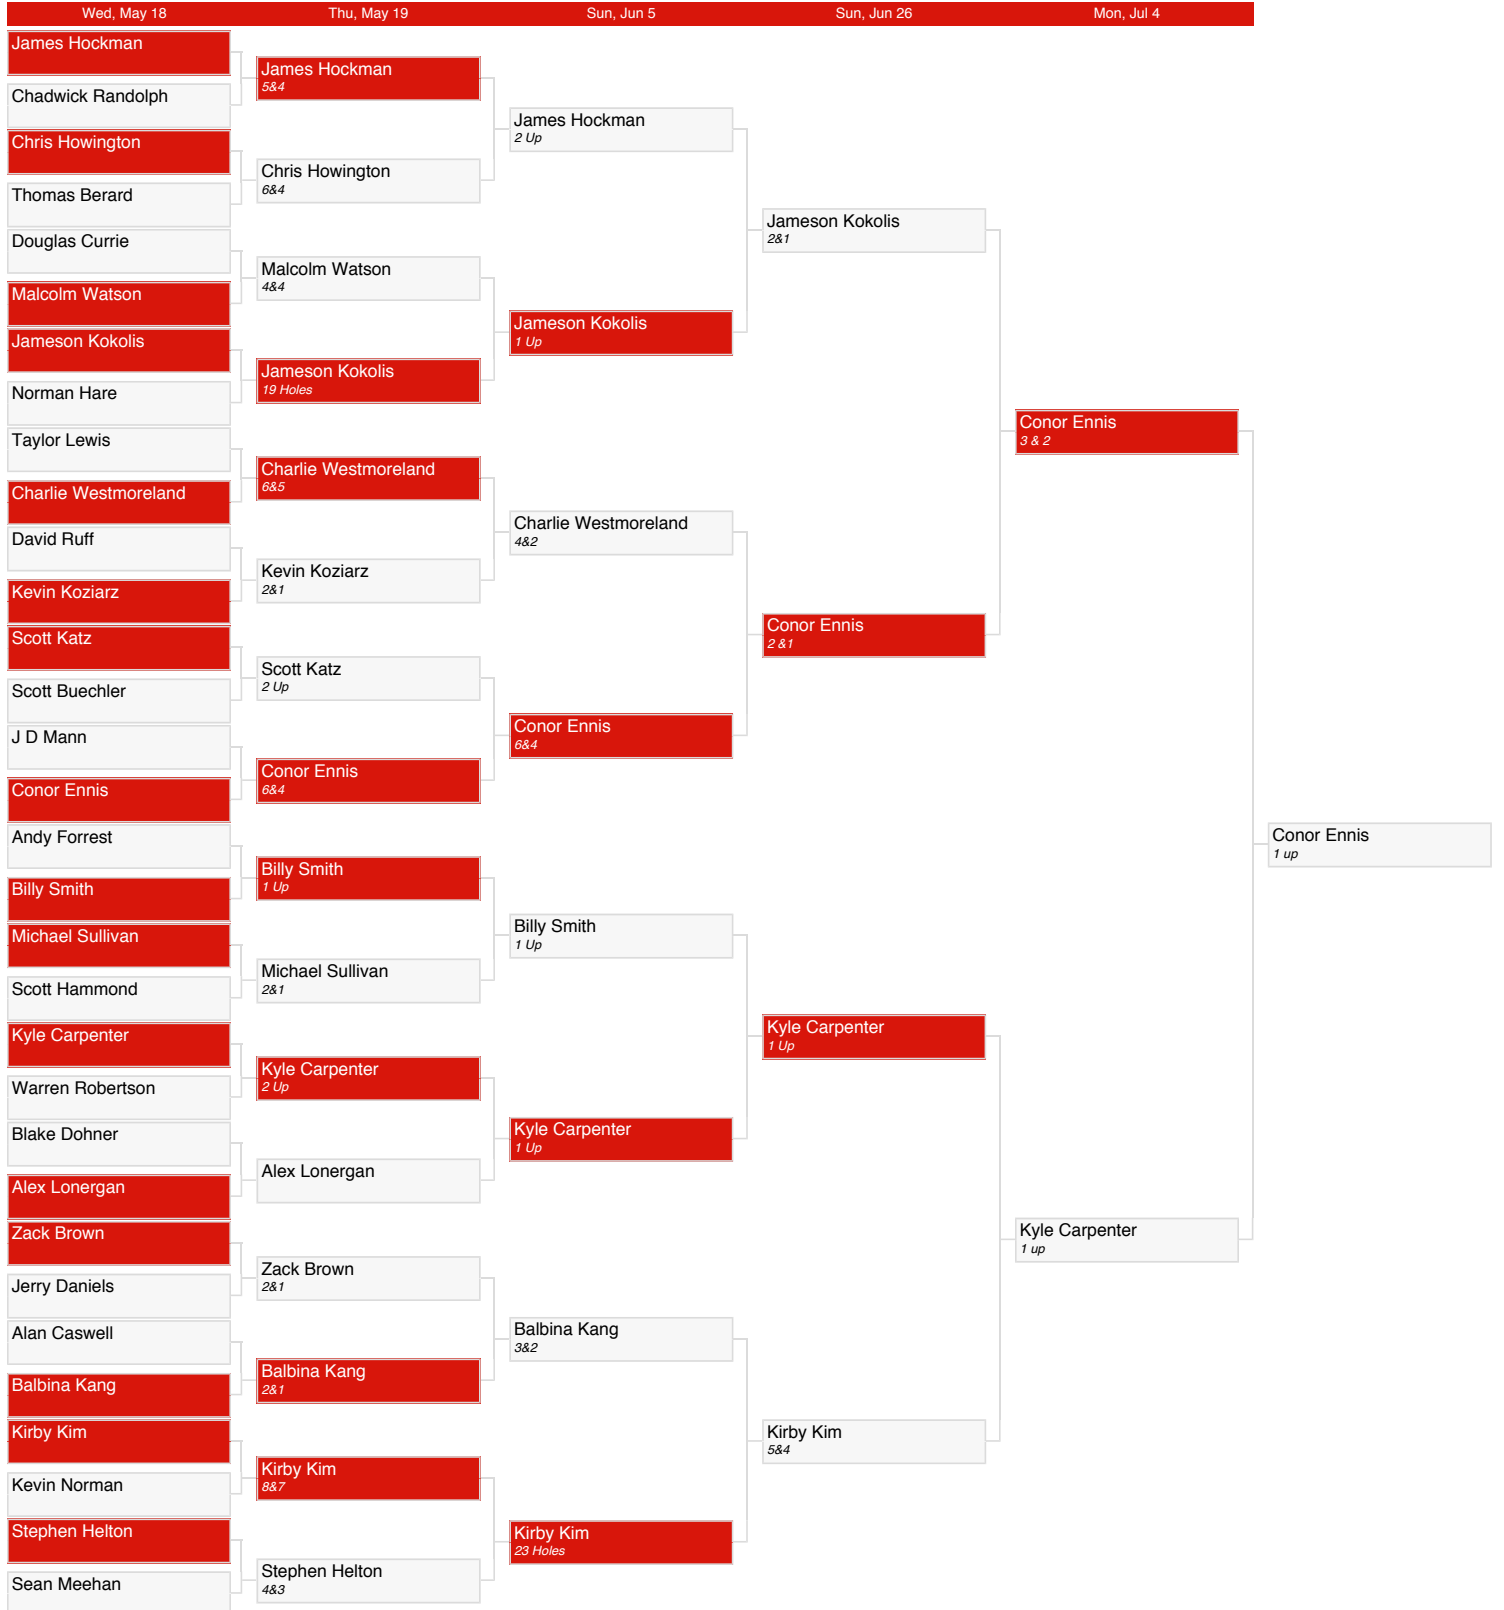 Wed, May 18
Thu, May 19
Sun, Jun 5
Sun, Jun 26
Mon, Jul 4
James Hockman
Chadwick Randolph
Chris Howington
Thomas Berard
Douglas Currie
Malcolm Watson
Jameson Kokolis
Norman Hare
Taylor Lewis
Charlie Westmoreland
David Ruff
Kevin Koziarz
Scott Katz
Scott Buechler
J D Mann
Conor Ennis
Andy Forrest
Billy Smith
Michael Sullivan
Scott Hammond
Kyle Carpenter
Warren Robertson
Blake Dohner
Alex Lonergan
Zack Brown
Jerry Daniels
Alan Caswell
Balbina Kang
Kirby Kim
Kevin Norman
Stephen Helton
Sean Meehan
James Hockman
5&4
Chris Howington
6&4
Malcolm Watson
4&4
Jameson Kokolis
19 Holes
Charlie Westmoreland
6&5
Kevin Koziarz
2&1
Scott Katz
2 Up
Conor Ennis
6&4
Billy Smith
1 Up
Michael Sullivan
2&1
Kyle Carpenter
2 Up
Alex Lonergan
Zack Brown
2&1
Balbina Kang
2&1
Kirby Kim
8&7
Stephen Helton
4&3
James Hockman
2 Up
Jameson Kokolis
1 Up
Charlie Westmoreland
4&2
Conor Ennis
6&4
Billy Smith
1 Up
Kyle Carpenter
1 Up
Balbina Kang
3&2
Kirby Kim
23 Holes
Jameson Kokolis
2&1
Conor Ennis
2 &1
Kyle Carpenter
1 Up
Kirby Kim
5&4
Conor Ennis
3 & 2
Kyle Carpenter
1 up
Conor Ennis
1 up